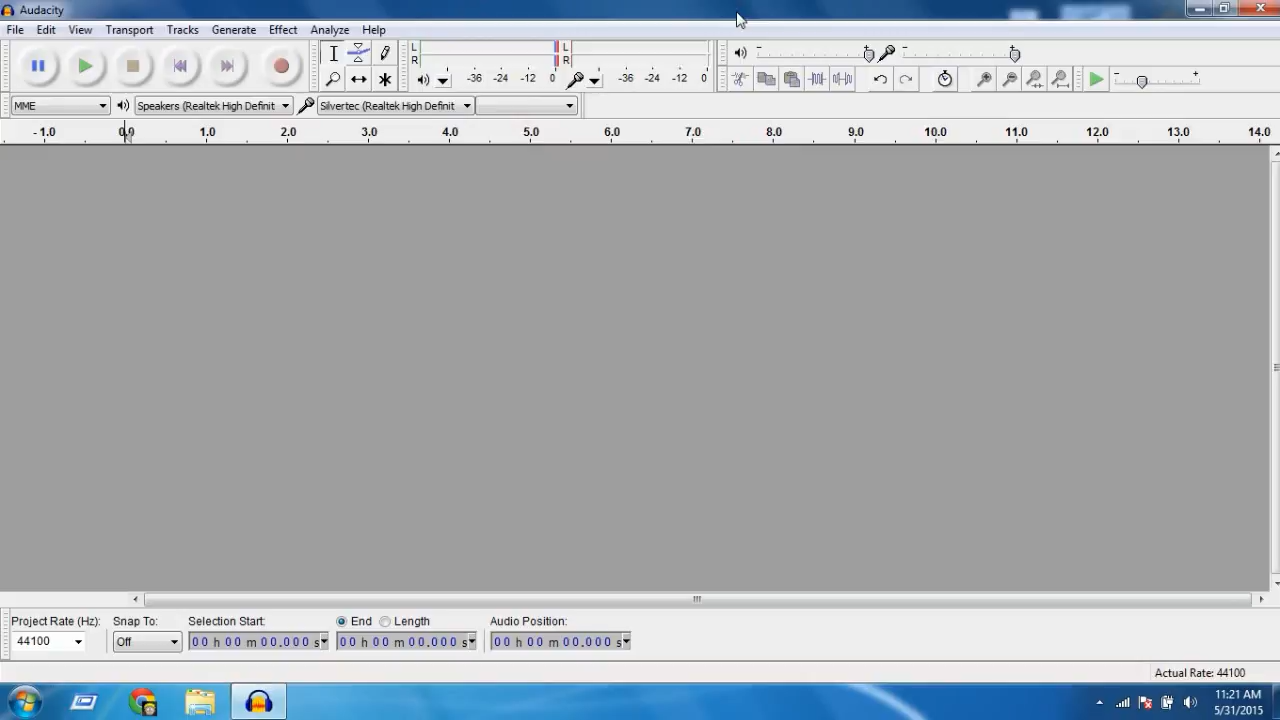 Audacity
File Edit View Transport Tracks Generate Effect Analyze Help
L L
R R
-36 -24 -12 0 -36 -24 -12 0
MME Speakers (Realtek High Definit Silvertec (Realtek High Definit
- 1.0 0.0 1.0 2.0 3.0 4.0 5.0 6.0 7.0 8.0 9.0 10.0 11.0 12.0 13.0 14.0
Project Rate (Hz): Snap To: Selection Start: End Length Audio Position:
44100 Off 00 h 00 m 00.000 s 00 h 00 m 00.000 s 00 h 00 m 00.000 s
Actual Rate: 44100
11:21 AM
5/31/2015